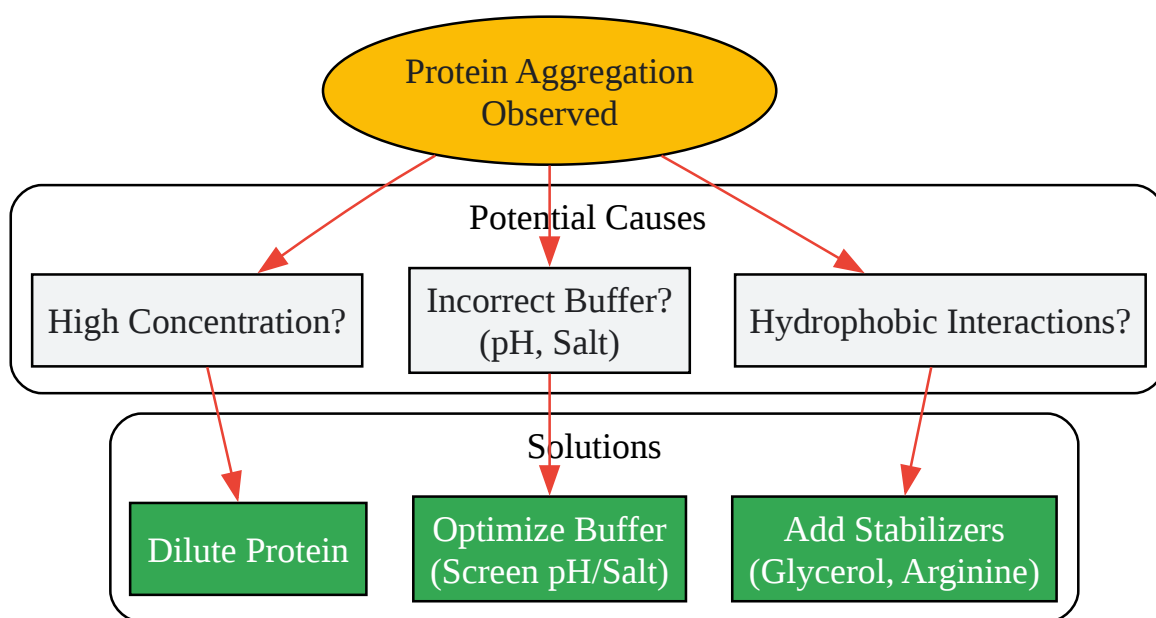 Protein Aggregation
Observed
Potential Causes
High Concentration?
Incorrect Buffer?
(pH, Salt)
Hydrophobic Interactions?
Solutions
Dilute Protein
Optimize Buffer
(Screen pH/Salt)
Add Stabilizers
(Glycerol, Arginine)